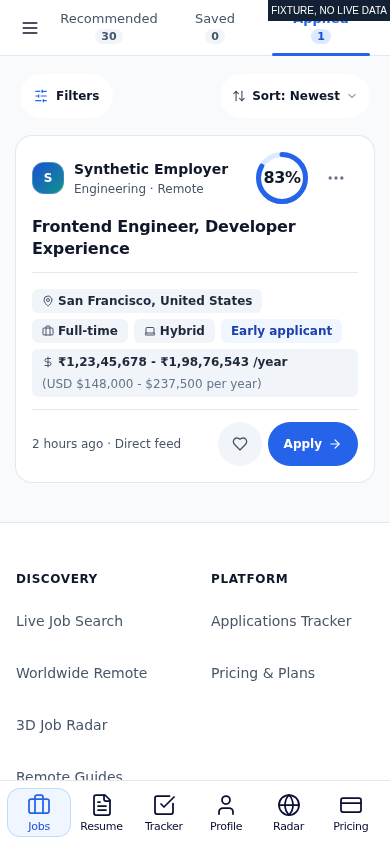 FIXTURE, NO LIVE DATA
Recommended
30
Saved
0
Applied
1
Filters
Sort: Newest
S
Synthetic Employer
Engineering · Remote
83%
Frontend Engineer, Developer
Experience
San Francisco, United States
Full-time
Hybrid
Early applicant
₹1,23,45,678 - ₹1,98,76,543 /year
(USD $148,000 - $237,500 per year)
2 hours ago · Direct feed
Apply
DISCOVERY
PLATFORM
Live Job Search
Applications Tracker
Worldwide Remote
Pricing & Plans
3D Job Radar
Remote Guides
Jobs
Resume
Tracker
Profile
Radar
Pricing